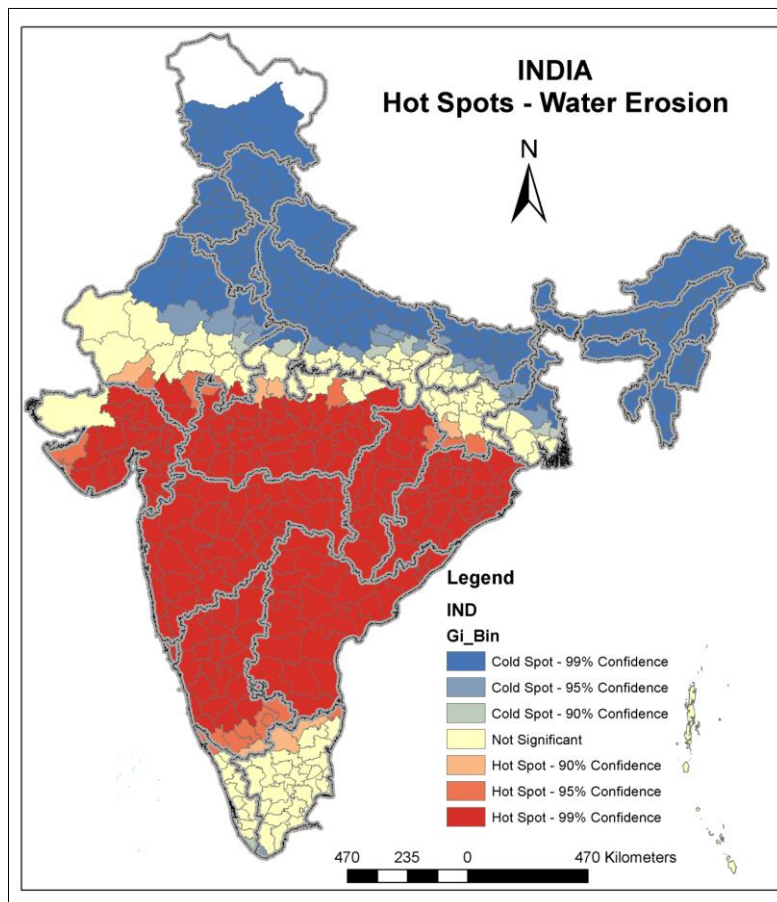 INDIA
Hot Spots - Water Erosion
N
Legend
IND
Gi_Bin
Cold Spot - 99% Confidence
Cold Spot - 95% Confidence
Cold Spot - 90% Confidence
Not Significant
Hot Spot - 90% Confidence
Hot Spot - 95% Confidence
Hot Spot - 99% Confidence
470 235 0 470 Kilometers